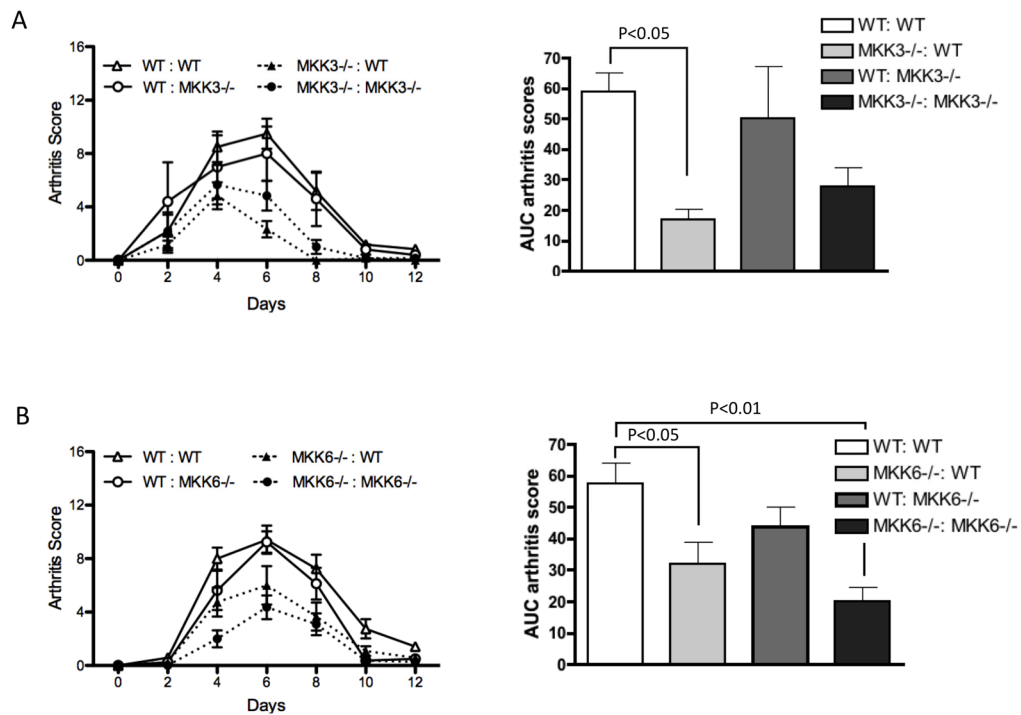 A
16
12
8
4
0
Arthritis Score
WT : WT
WT : MKK3-/-
MKK3-/- : WT
MKK3-/- : MKK3-/-
0 2 4 6 8 10 12
Days
P<0.05
70
60
50
40
30
20
10
0
AUC arthritis scores
WT: WT
MKK3-/-: WT
WT: MKK3-/-
MKK3-/-: MKK3-/-
B
16
12
8
4
0
Arthritis Score
WT : WT
WT : MKK6-/-
MKK6-/- : WT
MKK6-/- : MKK6-/-
0 2 4 6 8 10 12
Days
P<0.01
P<0.05
70
60
50
40
30
20
10
0
AUC arthritis score
WT: WT
MKK6-/-: WT
WT: MKK6-/-
MKK6-/-: MKK6-/-